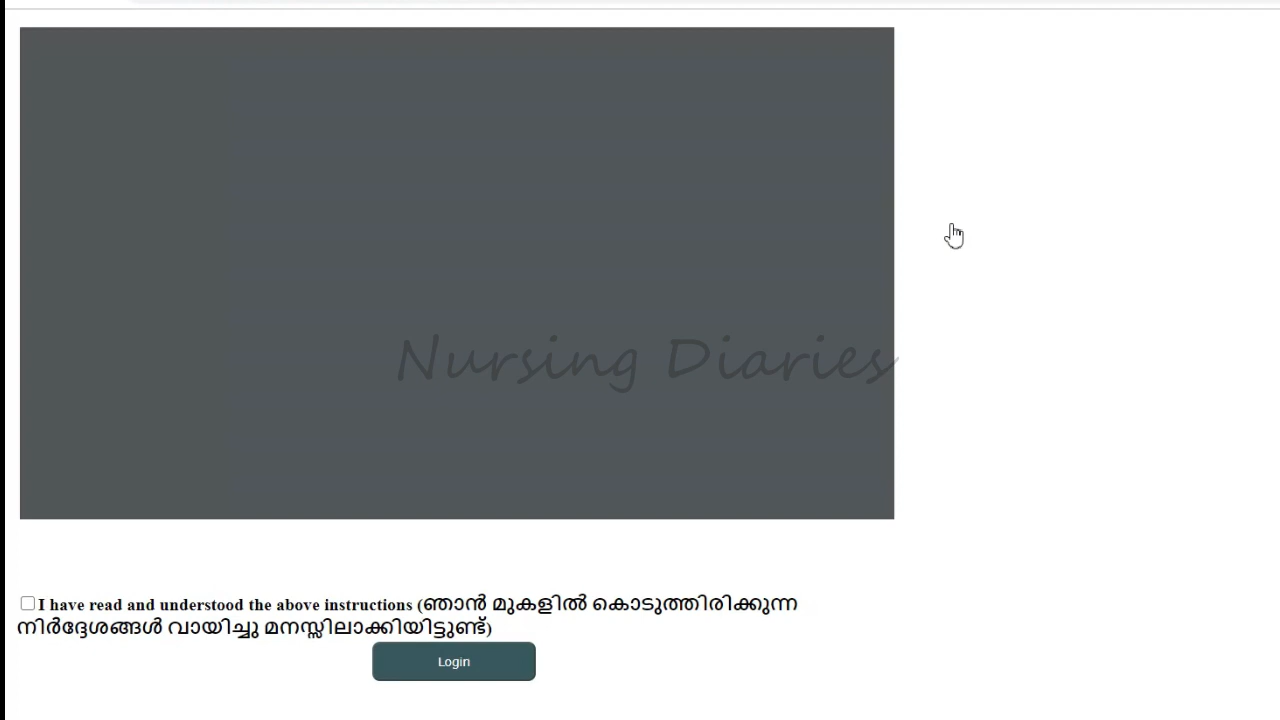 Nursing Diaries
I have read and understood the above instructions (ഞാൻ മുകളിൽ കൊടുത്തിരിക്കുന്ന
നിർദ്ദേശങ്ങൾ വായിച്ചു മനസ്സിലാക്കിയിട്ടുണ്ട്)
Login